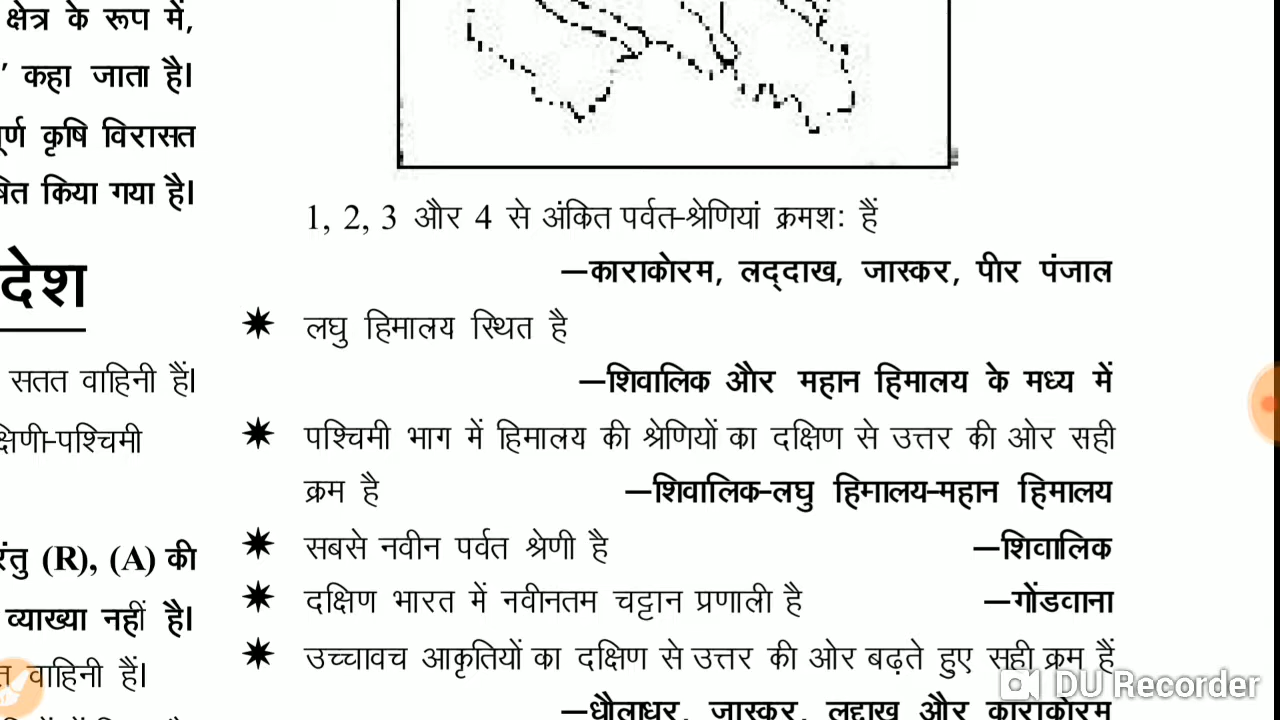 क्षेत्र के रूप में,
' कहा जाता है।
पूर्ण कृषि विरासत
किया गया है।
देश
सतत वाहिनी हैं।
क्षिणी-पश्चिमी
(R), (A) की
व्याख्या नहीं है।
वाहिनी हैं।
1, 2, 3 और 4 से अंकित पर्वत-श्रेणियां क्रमशः हैं
—काराकोरम, लद्दाख, जास्कर, पीर पंजाल
✷ लघु हिमालय स्थित है
—शिवालिक और महान हिमालय के मध्य में
✷ पश्चिमी भाग में हिमालय की श्रेणियों का दक्षिण से उत्तर की ओर सही
क्रम है —शिवालिक-लघु हिमालय-महान हिमालय
✷ सबसे नवीन पर्वत श्रेणी है —शिवालिक
✷ दक्षिण भारत में नवीनतम चट्टान प्रणाली है —गोंडवाना
✷ उच्चावच आकृतियों का दक्षिण से उत्तर की ओर बढ़ते हुए सही क्रम हैं
—धौलाधर, जास्कर, लद्दाख और काराकोरम
DU Recorder